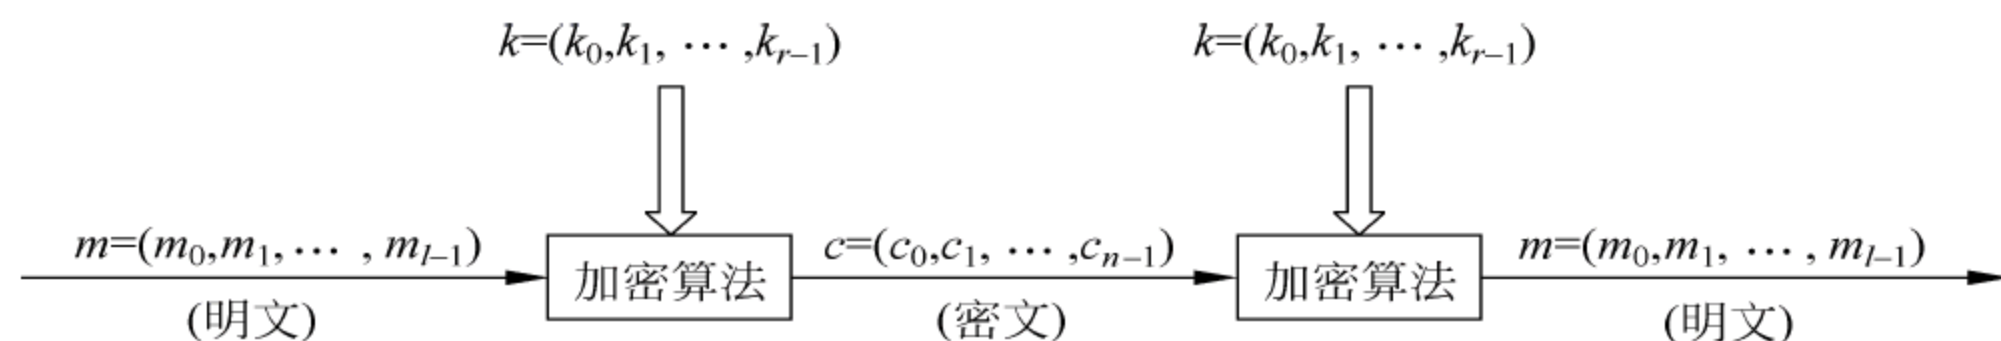 k=(k₀,k₁, ⋯ ,kᵣ₋₁) k=(k₀,k₁, ⋯ ,kᵣ₋₁)
m=(m₀,m₁, ⋯ , mₗ₋₁) c=(c₀,c₁, ⋯ ,cₙ₋₁) m=(m₀,m₁, ⋯ , mₗ₋₁)
加密算法 加密算法
(明文) (密文) (明文)